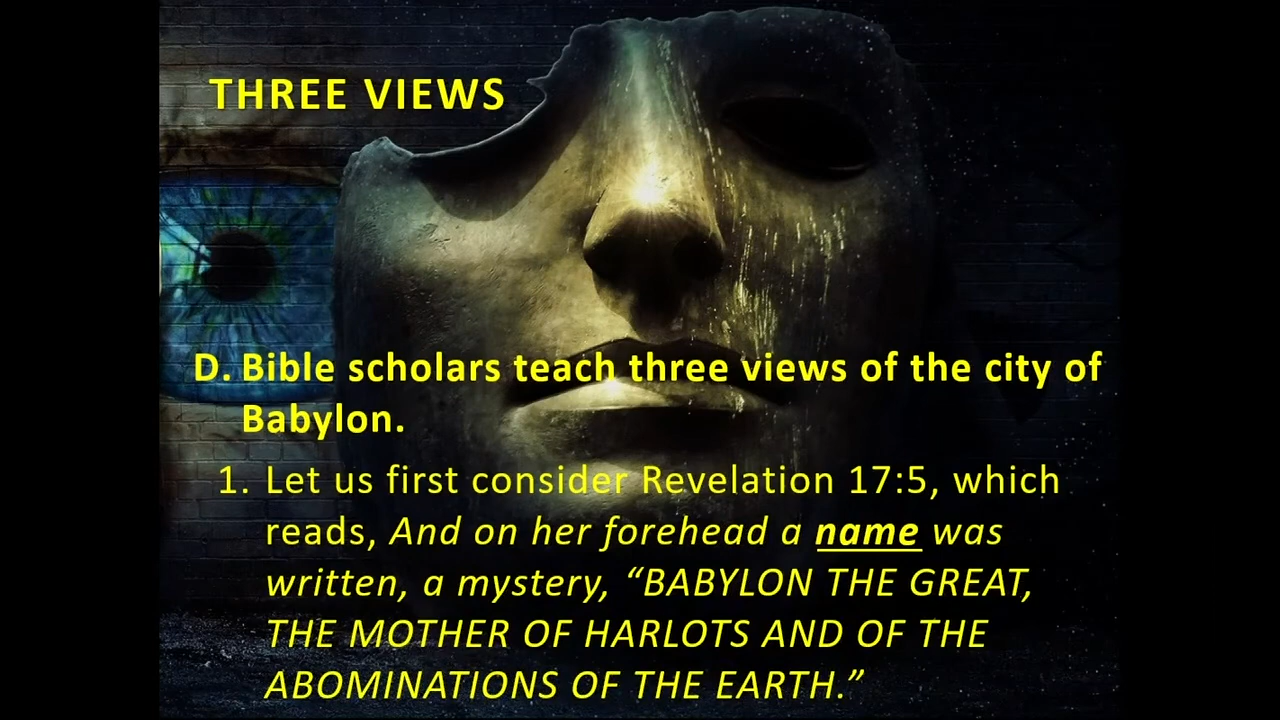 THREE VIEWS
D. Bible scholars teach three views of the city of
Babylon.
1. Let us first consider Revelation 17:5, which
reads, And on her forehead a name was
written, a mystery, “BABYLON THE GREAT,
THE MOTHER OF HARLOTS AND OF THE
ABOMINATIONS OF THE EARTH.”